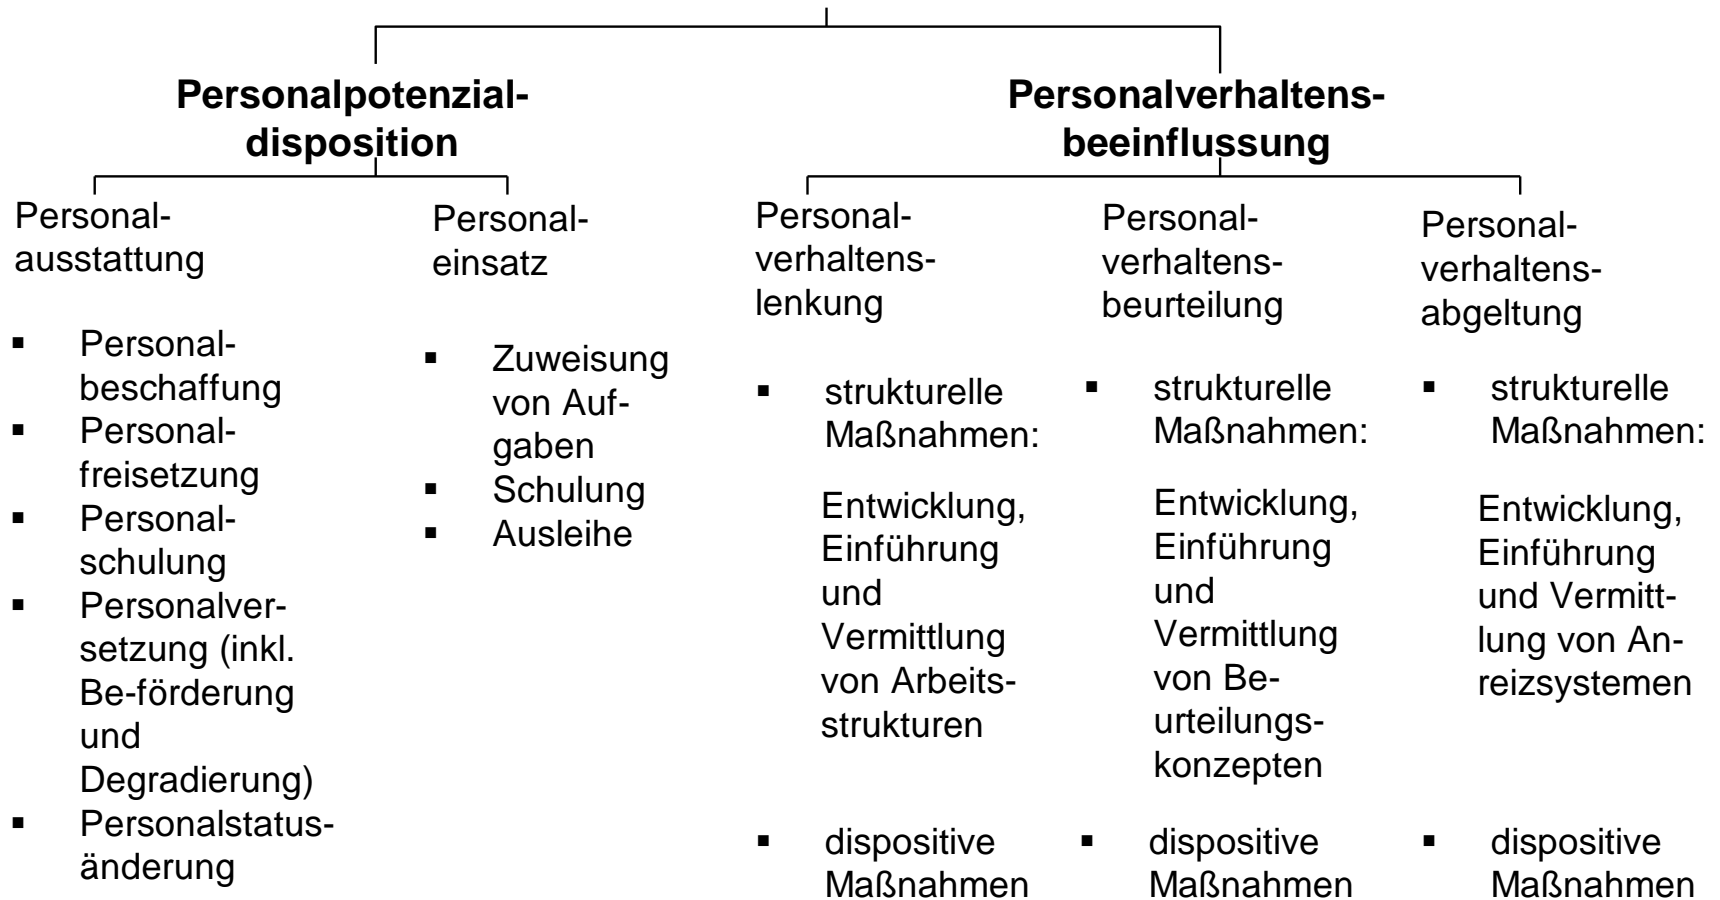 Personalpotenzial-
disposition
Personal-
ausstattung
▪ Personal-
beschaffung
▪ Personal-
freisetzung
▪ Personal-
schulung
▪ Personalver-
setzung (inkl.
Be-förderung
und
Degradierung)
▪ Personalstatus-
änderung
Personal-
einsatz
▪ Zuweisung
von Auf-
gaben
▪ Schulung
▪ Ausleihe
Personalverhaltens-
beeinflussung
Personal-
verhaltens-
lenkung
▪ strukturelle
Maßnahmen:
Entwicklung,
Einführung
und
Vermittlung
von Arbeits-
strukturen
▪ dispositive
Maßnahmen
Personal-
verhaltens-
beurteilung
▪ strukturelle
Maßnahmen:
Entwicklung,
Einführung
und
Vermittlung
von Be-
urteilungs-
konzepten
▪ dispositive
Maßnahmen
Personal-
verhaltens-
abgeltung
▪ strukturelle
Maßnahmen:
Entwicklung,
Einführung
und Vermitt-
lung von An-
reizsystemen
▪ dispositive
Maßnahmen